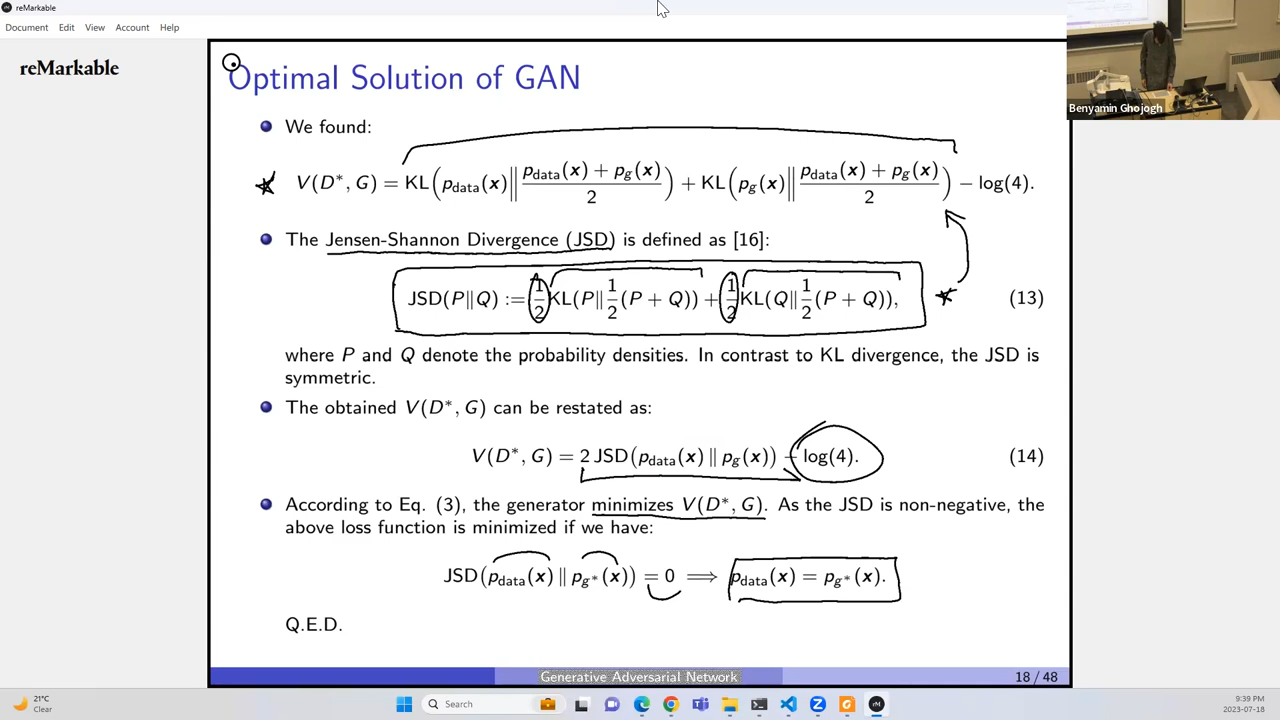 reMarkable
Document Edit View Account Help
reMarkable
Optimal Solution of GAN
We found:
V(D*, G) = KL(p_data(x) ‖ (p_data(x) + p_g(x))/2) + KL(p_g(x) ‖ (p_data(x) + p_g(x))/2) − log(4).
The Jensen-Shannon Divergence (JSD) is defined as [16]:
JSD(P‖Q) := 1/2 KL(P‖1/2(P + Q)) + 1/2 KL(Q‖1/2(P + Q)), (13)
where P and Q denote the probability densities. In contrast to KL divergence, the JSD is
symmetric.
The obtained V(D*, G) can be restated as:
V(D*, G) = 2 JSD(p_data(x) ‖ p_g(x)) − log(4). (14)
According to Eq. (3), the generator minimizes V(D*, G). As the JSD is non-negative, the
above loss function is minimized if we have:
JSD(p_data(x) ‖ p_g*(x)) = 0 ⟹ p_data(x) = p_g*(x).
Q.E.D.
Generative Adversarial Network 18 / 48
Benyamin Ghojogh
21°C
Clear
Search
9:39 PM
2023-07-18